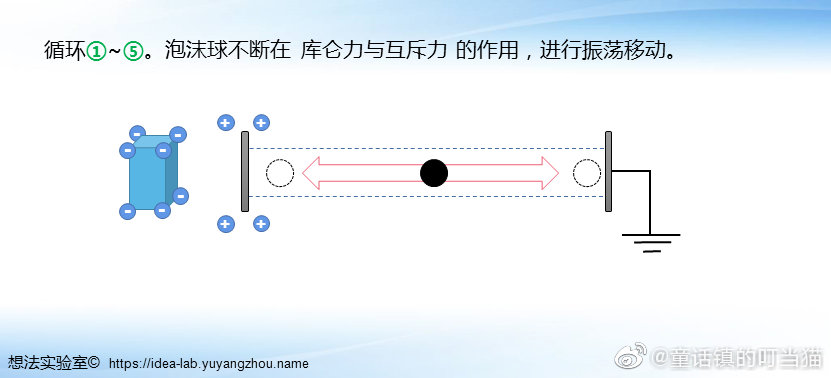 循环①~⑤。泡沫球不断在 库仑力与互斥力 的作用，进行振荡移动。
+ +
- -
- -
+ +
- -
想法实验室© https://idea-lab.yuyangzhou.name
@童话镇的叮当猫